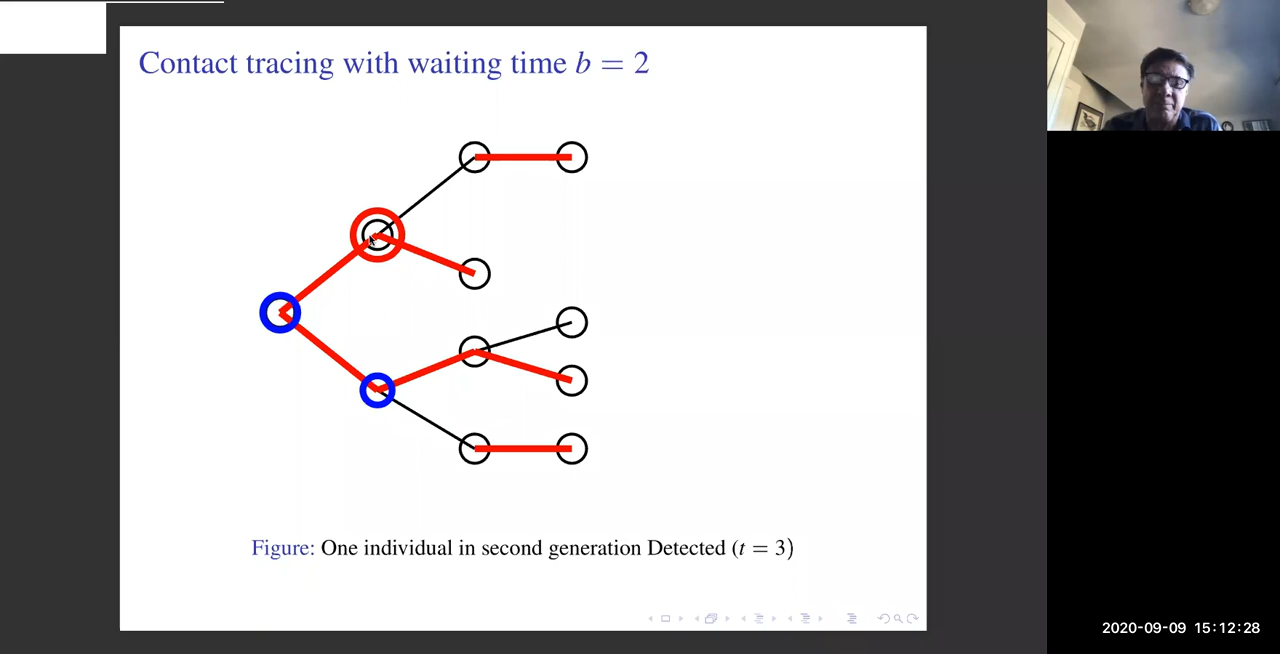 Contact tracing with waiting time b = 2
Figure: One individual in second generation Detected (t = 3)
2020-09-09 15:12:28